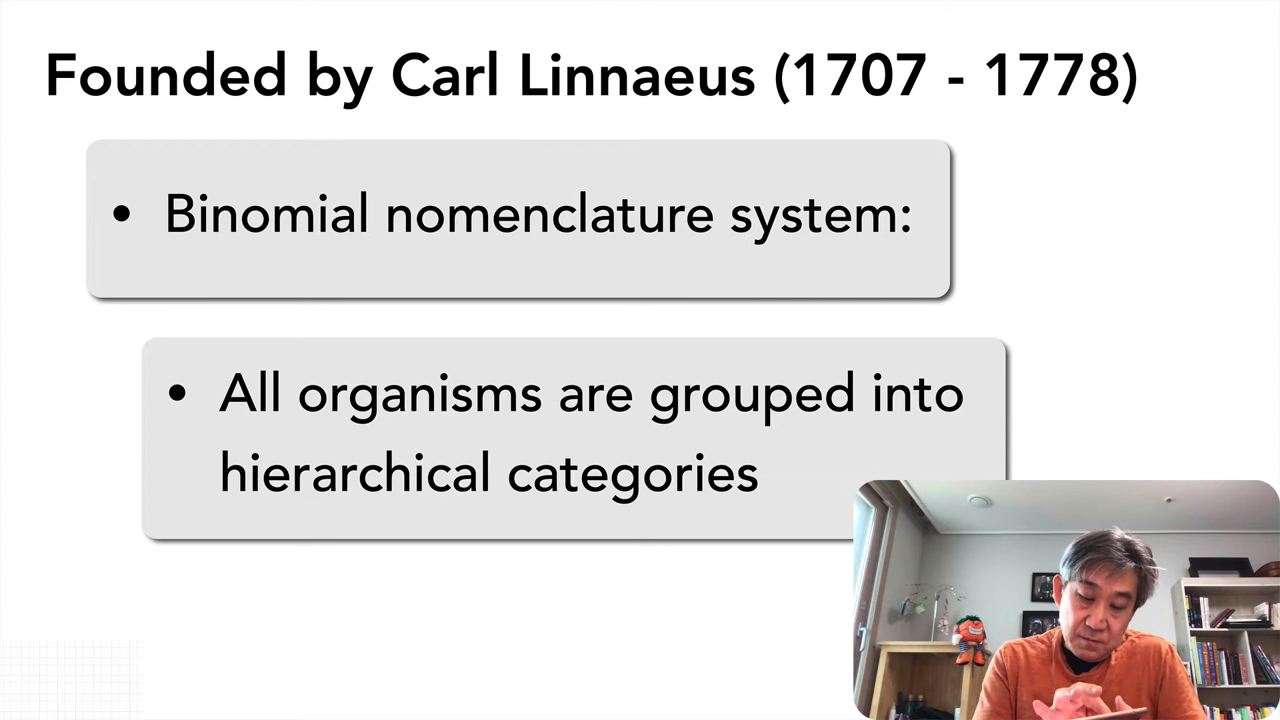 Founded by Carl Linnaeus (1707 - 1778)
• Binomial nomenclature system:
• All organisms are grouped into
hierarchical categories